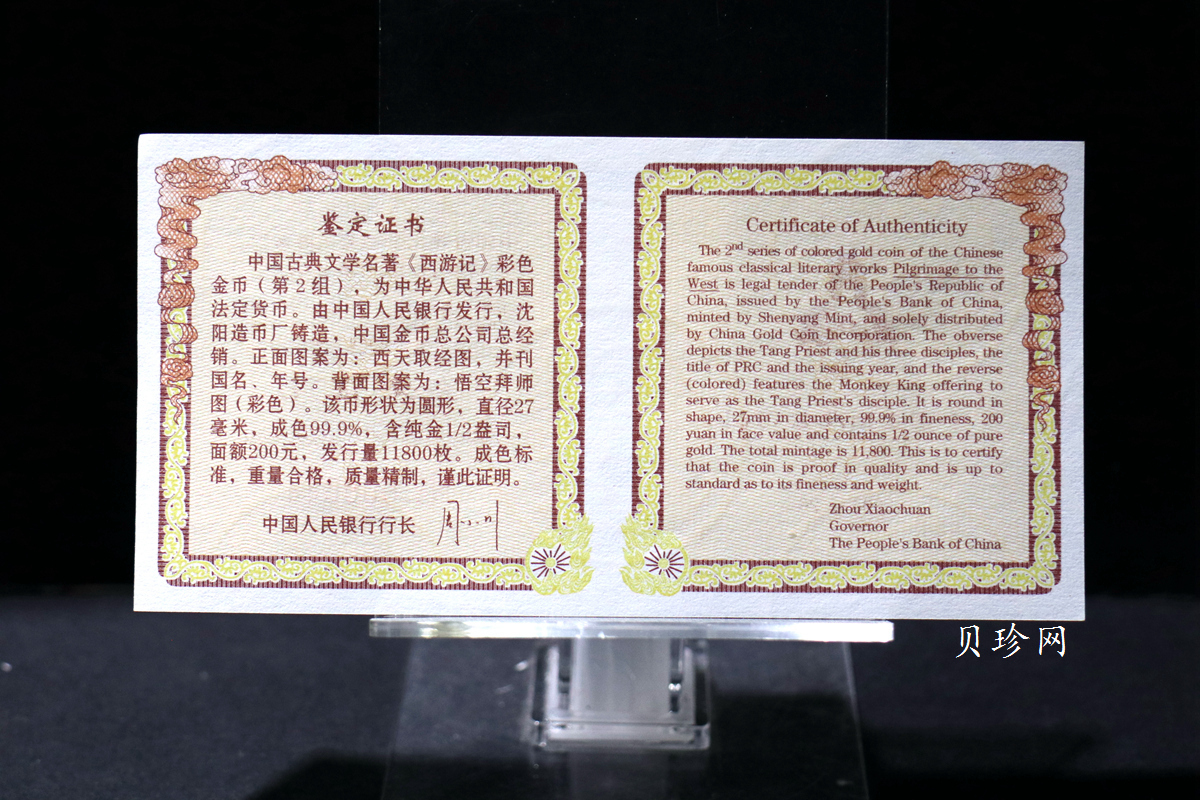 鉴定证书
中国古典文学名著《西游记》彩色
金币（第2组），为中华人民共和国
法定货币。由中国人民银行发行，沈
阳造币厂铸造，中国金币总公司总经
销。正面图案为：西天取经图，并刊
国名、年号。背面图案为：悟空拜师
图（彩色）。该币形状为圆形，直径27
毫米，成色99.9%，含纯金1/2盎司，
面额200元，发行量11800枚。成色标
准，重量合格，质量精制，谨此证明。
中国人民银行行长 周小川
Certificate of Authenticity
The 2nd series of colored gold coin of the Chinese
famous classical literary works Pilgrimage to the
West is legal tender of the People's Republic of
China, issued by the People's Bank of China,
minted by Shenyang Mint, and solely distributed
by China Gold Coin Incorporation. The obverse
depicts the Tang Priest and his three disciples, the
title of PRC and the issuing year, and the reverse
(colored) features the Monkey King offering to
serve as the Tang Priest's disciple. It is round in
shape, 27mm in diameter, 99.9% in fineness, 200
yuan in face value and contains 1/2 ounce of pure
gold. The total mintage is 11,800. This is to certify
that the coin is proof in quality and is up to
standard as to its fineness and weight.
Zhou Xiaochuan
Governor
The People's Bank of China
贝珍网